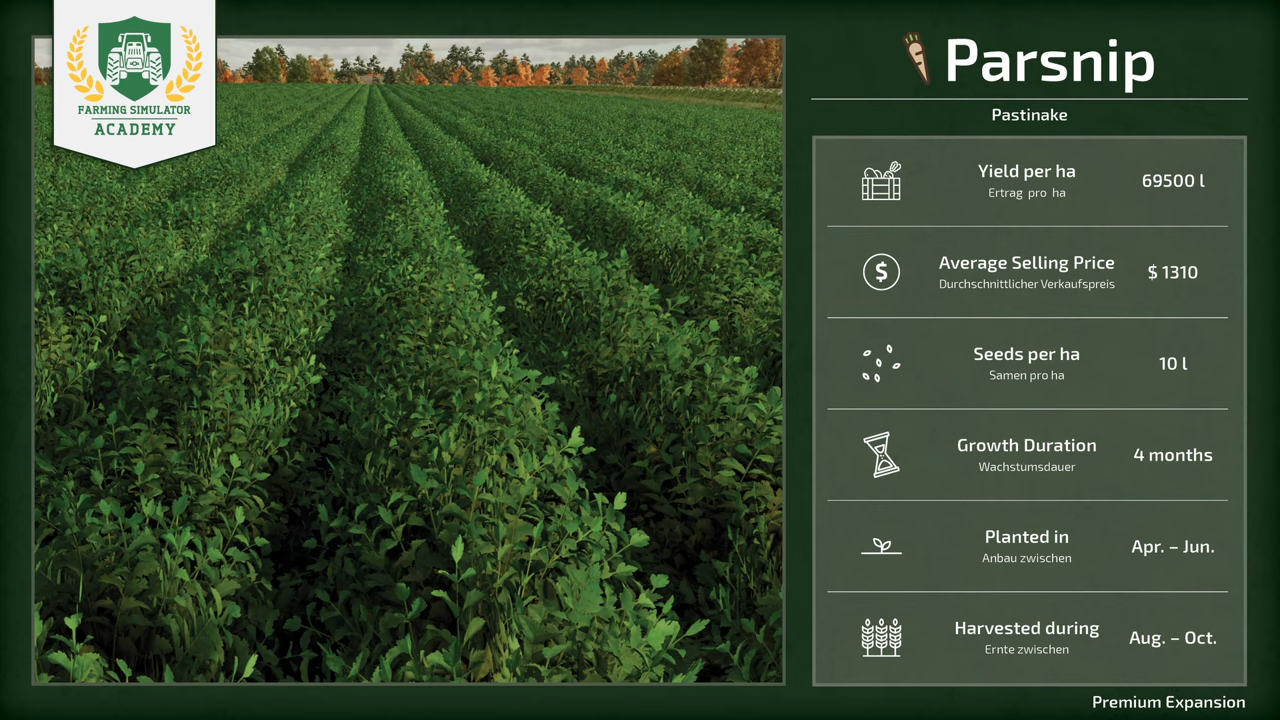 FARMING SIMULATOR
ACADEMY
Parsnip
Pastinake
Yield per ha
Ertrag pro ha
69500 l
$
Average Selling Price
Durchschnittlicher Verkaufspreis
$ 1310
Seeds per ha
Samen pro ha
10 l
Growth Duration
Wachstumsdauer
4 months
Planted in
Anbau zwischen
Apr. – Jun.
Harvested during
Ernte zwischen
Aug. – Oct.
Premium Expansion